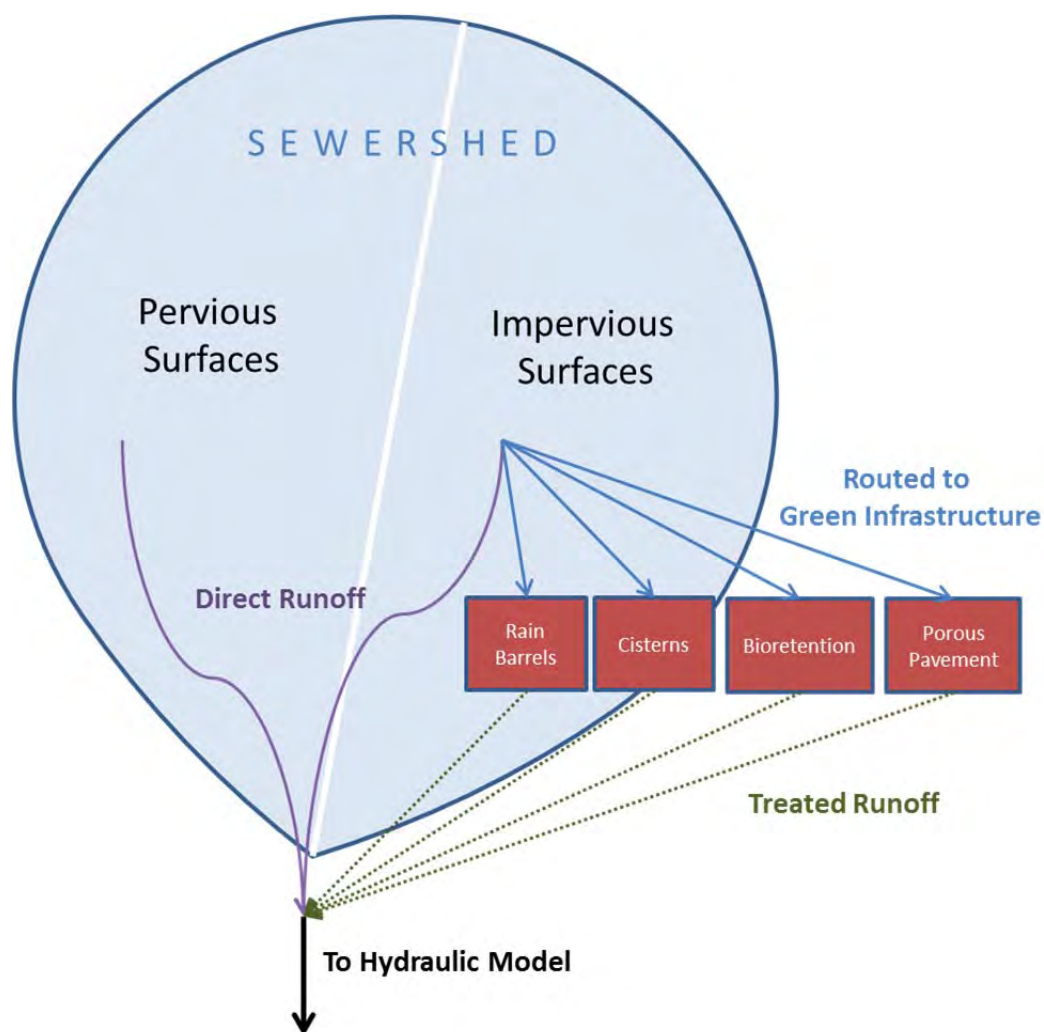 SEWERSHED
Pervious
Surfaces
Impervious
Surfaces
Routed to
Green Infrastructure
Direct Runoff
Rain
Barrels
Cisterns
Bioretention
Porous
Pavement
Treated Runoff
To Hydraulic Model